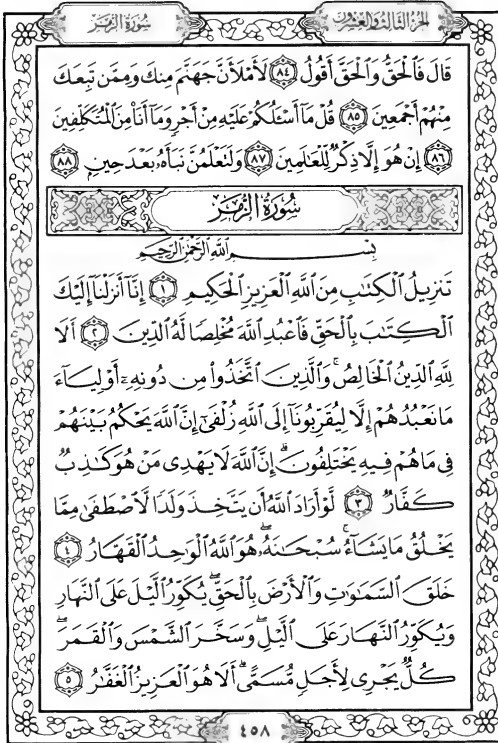 الجزء الثالث والعشرون
سورة الزمر
قَالَ فَٱلْحَقُّ وَٱلْحَقَّ أَقُولُ ٨٤ لَأَمْلَأَنَّ جَهَنَّمَ مِنكَ وَمِمَّن تَبِعَكَ
مِنْهُمْ أَجْمَعِينَ ٨٥ قُلْ مَآ أَسْـَٔلُكُمْ عَلَيْهِ مِنْ أَجْرٍ وَمَآ أَنَا۠ مِنَ ٱلْمُتَكَلِّفِينَ
٨٦ إِنْ هُوَ إِلَّا ذِكْرٌ لِّلْعَٰلَمِينَ ٨٧ وَلَتَعْلَمُنَّ نَبَأَهُۥ بَعْدَ حِينٍۭ ٨٨
سُورَةُ الزُّمَرِ
بِسْمِ ٱللَّهِ ٱلرَّحْمَٰنِ ٱلرَّحِيمِ
تَنزِيلُ ٱلْكِتَٰبِ مِنَ ٱللَّهِ ٱلْعَزِيزِ ٱلْحَكِيمِ ١ إِنَّآ أَنزَلْنَآ إِلَيْكَ
ٱلْكِتَٰبَ بِٱلْحَقِّ فَٱعْبُدِ ٱللَّهَ مُخْلِصًا لَّهُ ٱلدِّينَ ٢ أَلَا
لِلَّهِ ٱلدِّينُ ٱلْخَالِصُ ۚ وَٱلَّذِينَ ٱتَّخَذُوا۟ مِن دُونِهِۦٓ أَوْلِيَآءَ
مَا نَعْبُدُهُمْ إِلَّا لِيُقَرِّبُونَآ إِلَى ٱللَّهِ زُلْفَىٰٓ إِنَّ ٱللَّهَ يَحْكُمُ بَيْنَهُمْ
فِى مَا هُمْ فِيهِ يَخْتَلِفُونَ ۗ إِنَّ ٱللَّهَ لَا يَهْدِى مَنْ هُوَ كَٰذِبٌ
كَفَّارٌ ٣ لَّوْ أَرَادَ ٱللَّهُ أَن يَتَّخِذَ وَلَدًا لَّٱصْطَفَىٰ مِمَّا
يَخْلُقُ مَا يَشَآءُ ۚ سُبْحَٰنَهُۥ ۖ هُوَ ٱللَّهُ ٱلْوَٰحِدُ ٱلْقَهَّارُ ٤
خَلَقَ ٱلسَّمَٰوَٰتِ وَٱلْأَرْضَ بِٱلْحَقِّ ۖ يُكَوِّرُ ٱلَّيْلَ عَلَى ٱلنَّهَارِ
وَيُكَوِّرُ ٱلنَّهَارَ عَلَى ٱلَّيْلِ ۖ وَسَخَّرَ ٱلشَّمْسَ وَٱلْقَمَرَ ۖ
كُلٌّ يَجْرِى لِأَجَلٍ مُّسَمًّى ۗ أَلَا هُوَ ٱلْعَزِيزُ ٱلْغَفَّٰرُ ٥
٤٥٨